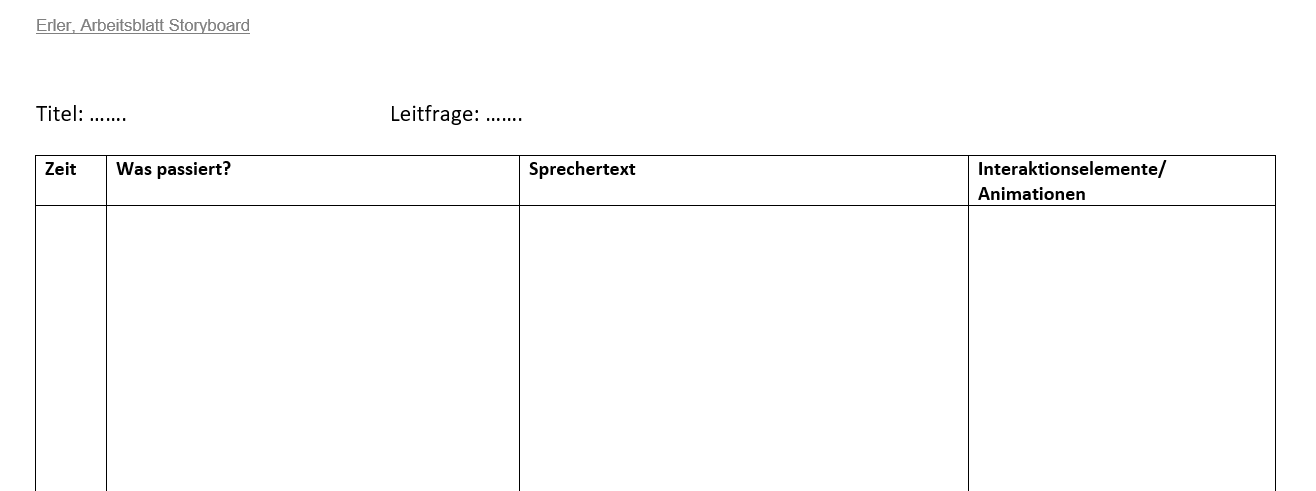 Erler, Arbeitsblatt Storyboard
Titel: ....... Leitfrage: .......
Zeit Was passiert? Sprechertext Interaktionselemente/
Animationen